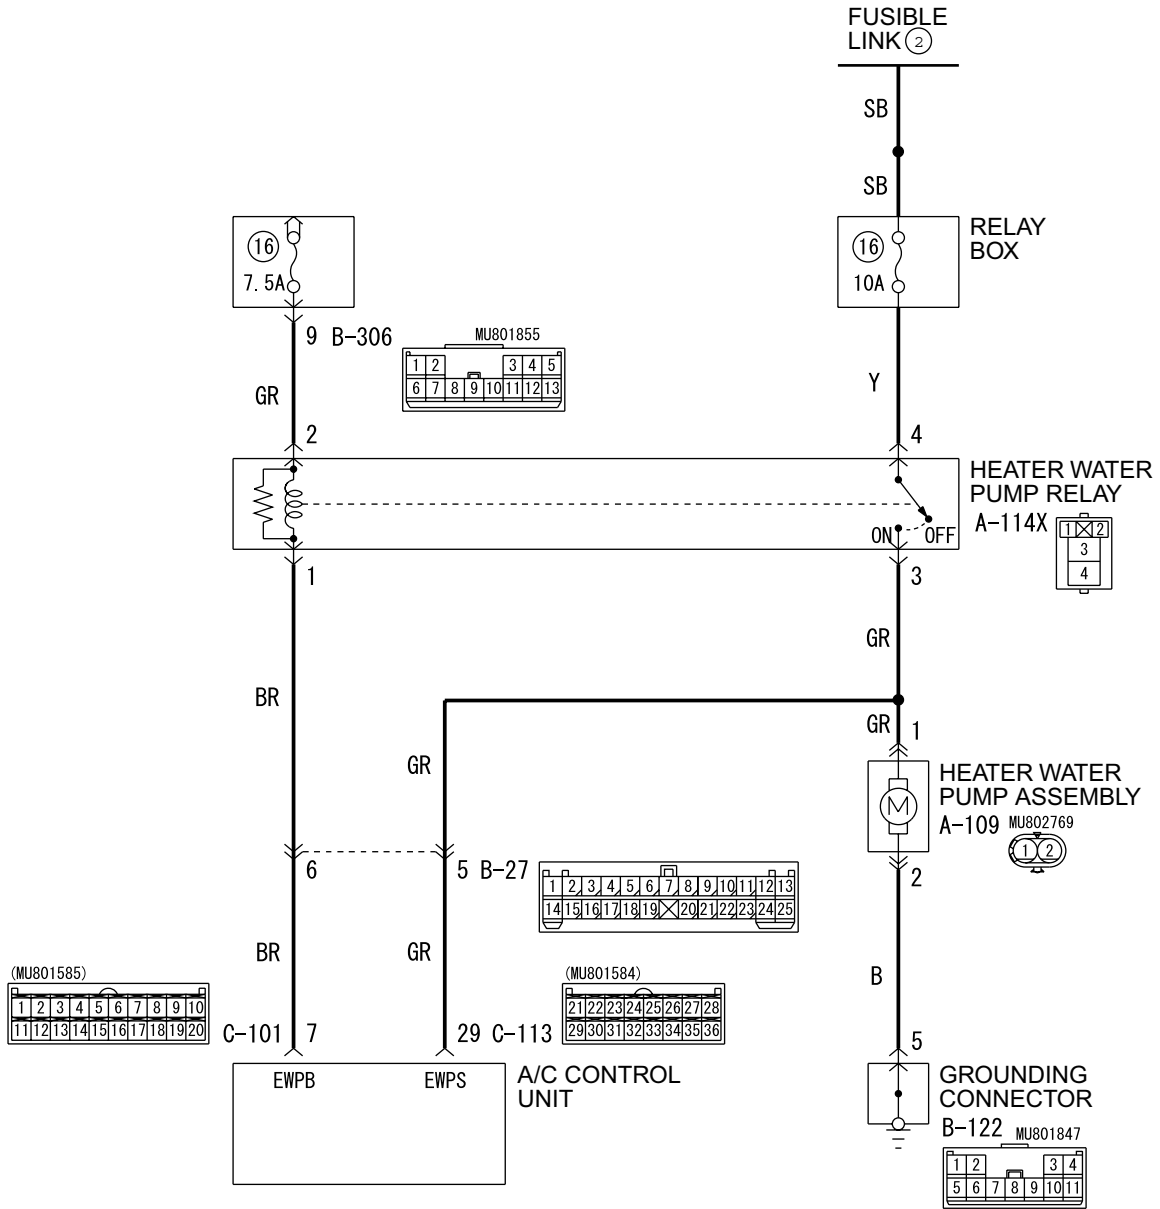 FUSIBLE
LINK 2
SB
SB
16
7.5A
16
10A
RELAY
BOX
9 B-306
MU801855
1 2 3 4 5
6 7 8 9 10 11 12 13
GR
Y
2
4
HEATER WATER
PUMP RELAY
A-114X
1 2
3
4
ON OFF
1
3
GR
BR
GR
1
GR
HEATER WATER
PUMP ASSEMBLY
A-109 MU802769
1 2
6
5 B-27
1 2 3 4 5 6 7 8 9 10 11 12 13
14 15 16 17 18 19 20 21 22 23 24 25
2
BR
GR
B
(MU801585)
1 2 3 4 5 6 7 8 9 10
11 12 13 14 15 16 17 18 19 20
C-101 7
29 C-113
(MU801584)
21 22 23 24 25 26 27 28
29 30 31 32 33 34 35 36
5
EWPB
EWPS
A/C CONTROL
UNIT
GROUNDING
CONNECTOR
B-122 MU801847
1 2 3 4
5 6 7 8 9 10 11